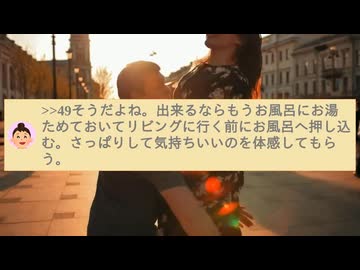 >>49そうだよね。出来るならもうお風呂にお湯
ためておいてリビングに行く前にお風呂へ押し込
む。さっぱりして気持ちいいのを体感してもら
う。